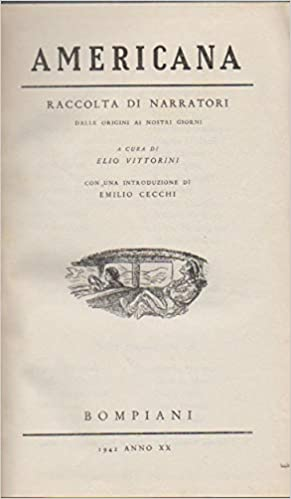 AMERICANA
RACCOLTA DI NARRATORI
DALLE ORIGINI AI NOSTRI GIORNI
A CURA DI
ELIO VITTORINI
CON UNA INTRODUZIONE DI
EMILIO CECCHI
BOMPIANI
1942 ANNO XX